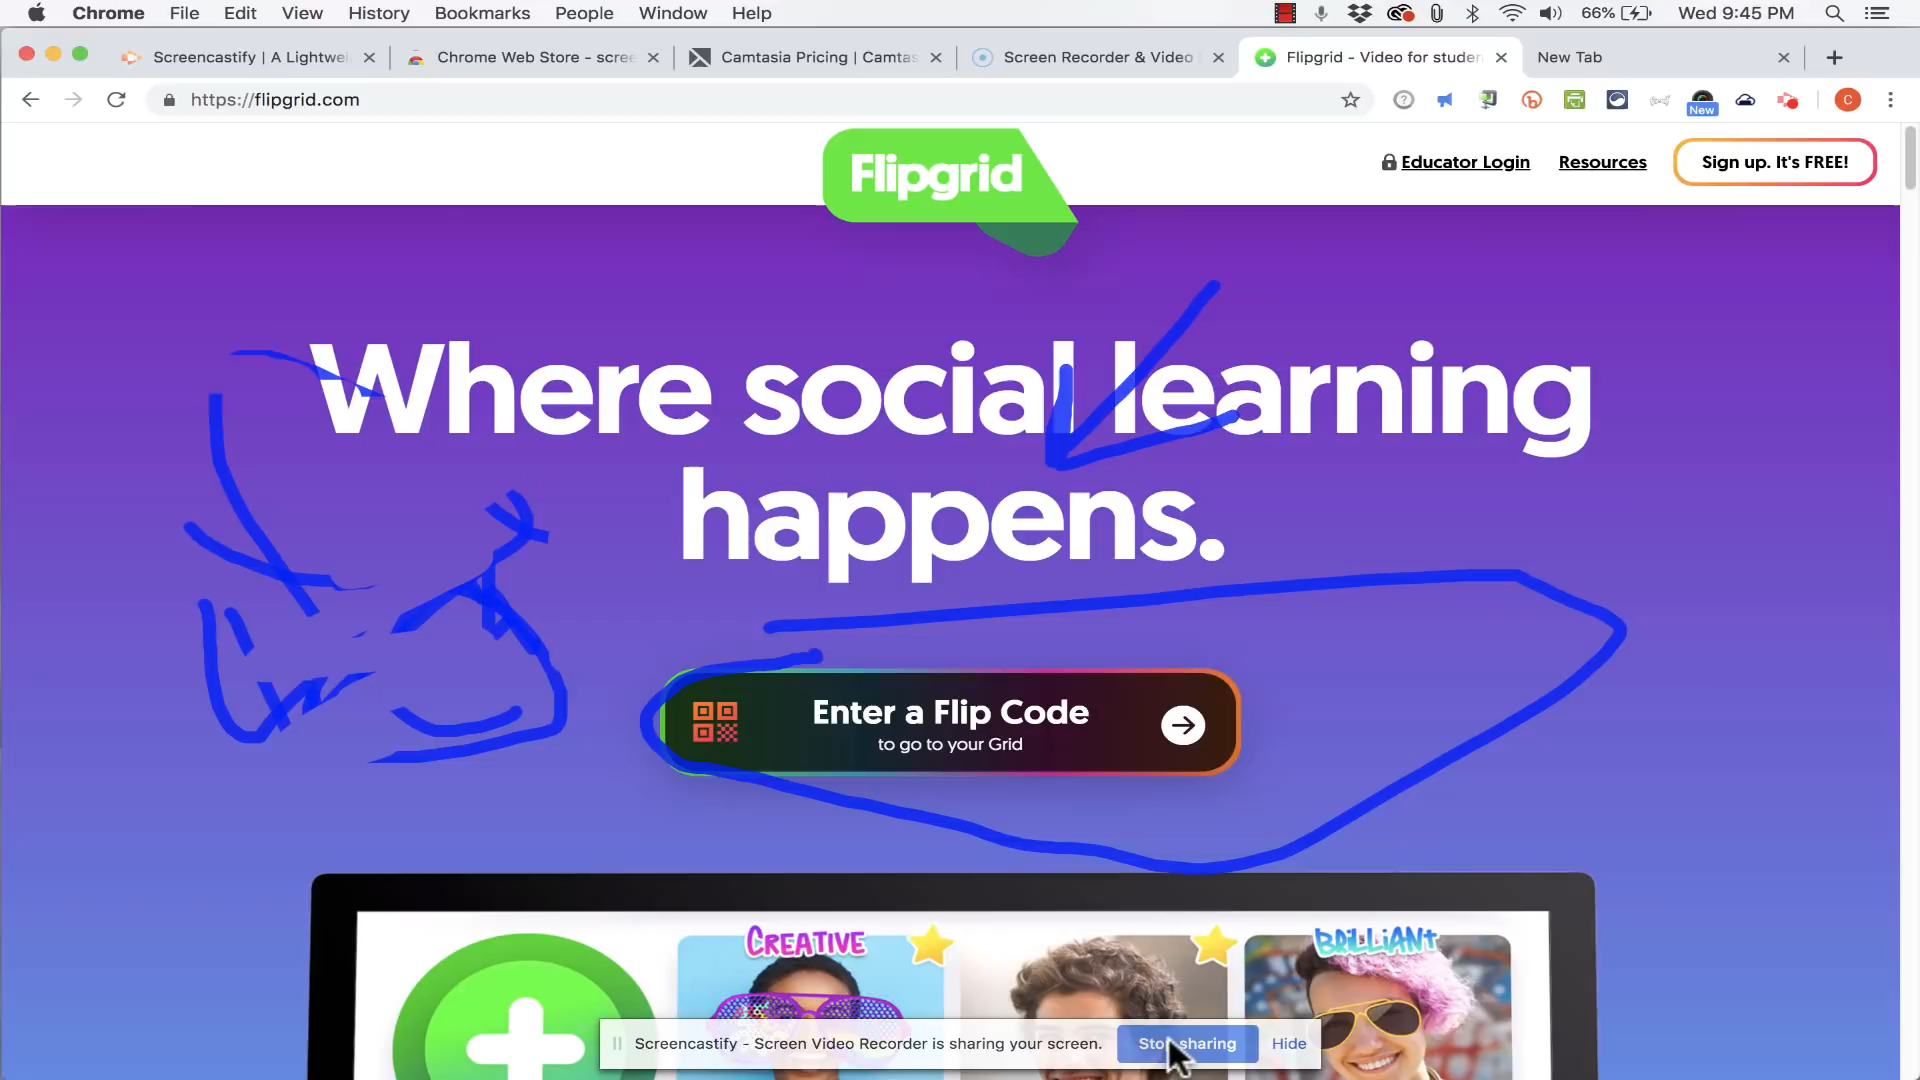 Chrome File Edit View History Bookmarks People Window Help 66% Wed 9:45 PM
Screencastify | A Lightwei Chrome Web Store - scree Camtasia Pricing | Camtas Screen Recorder & Video Flipgrid - Video for studen New Tab
https://flipgrid.com New C
Flipgrid
Educator Login Resources Sign up. It's FREE!
Where social learning
happens.
Enter a Flip Code
to go to your Grid
CREATIVE BRiLLiANt
Screencastify - Screen Video Recorder is sharing your screen. Stop sharing Hide